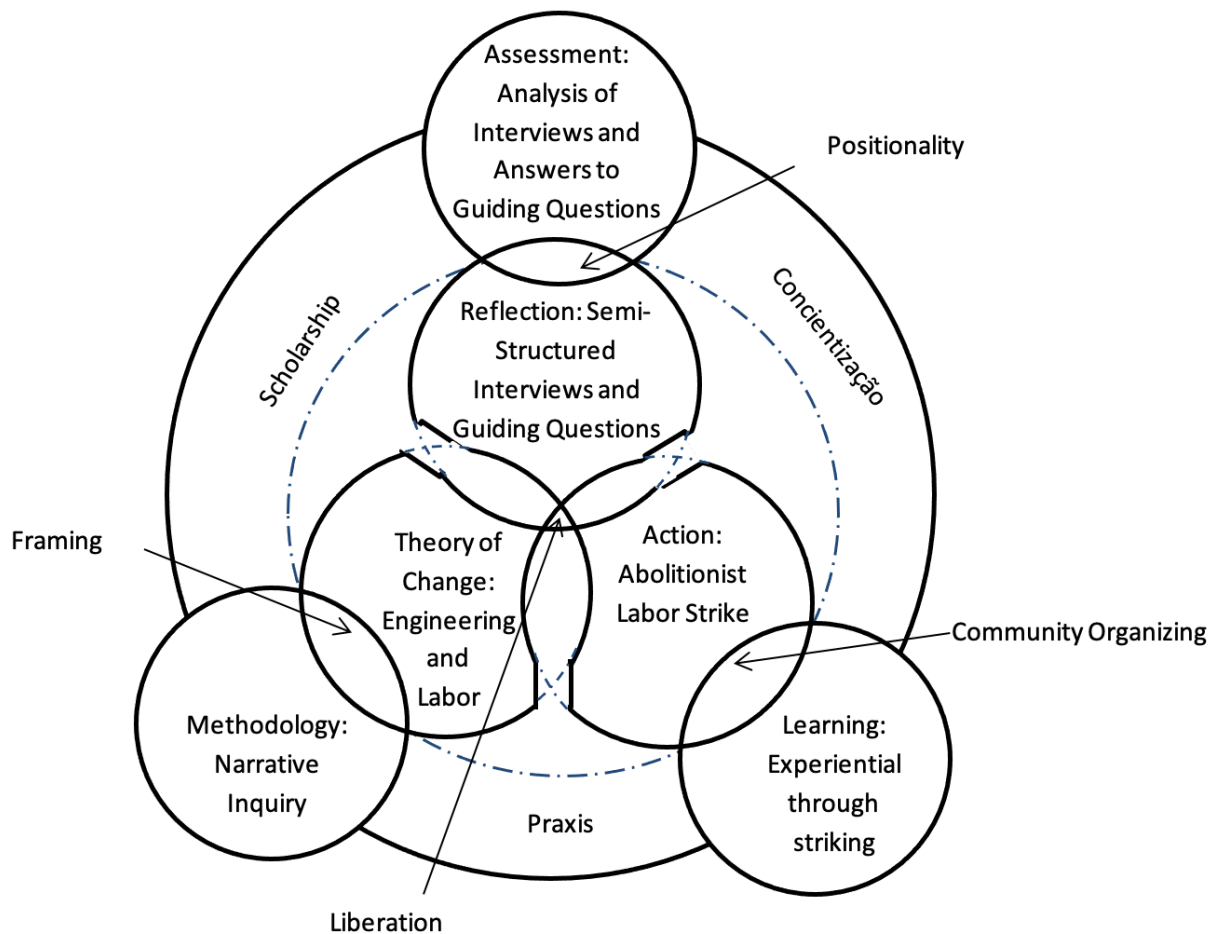 Assessment:
Analysis of
Interviews and
Answers to
Guiding Questions
Positionality
Scholarship
Concientização
Reflection: Semi-
Structured
Interviews and
Guiding Questions
Framing
Theory of
Change:
Engineering
and
Labor
Action:
Abolitionist
Labor Strike
Community Organizing
Methodology:
Narrative
Inquiry
Learning:
Experiential
through
striking
Praxis
Liberation